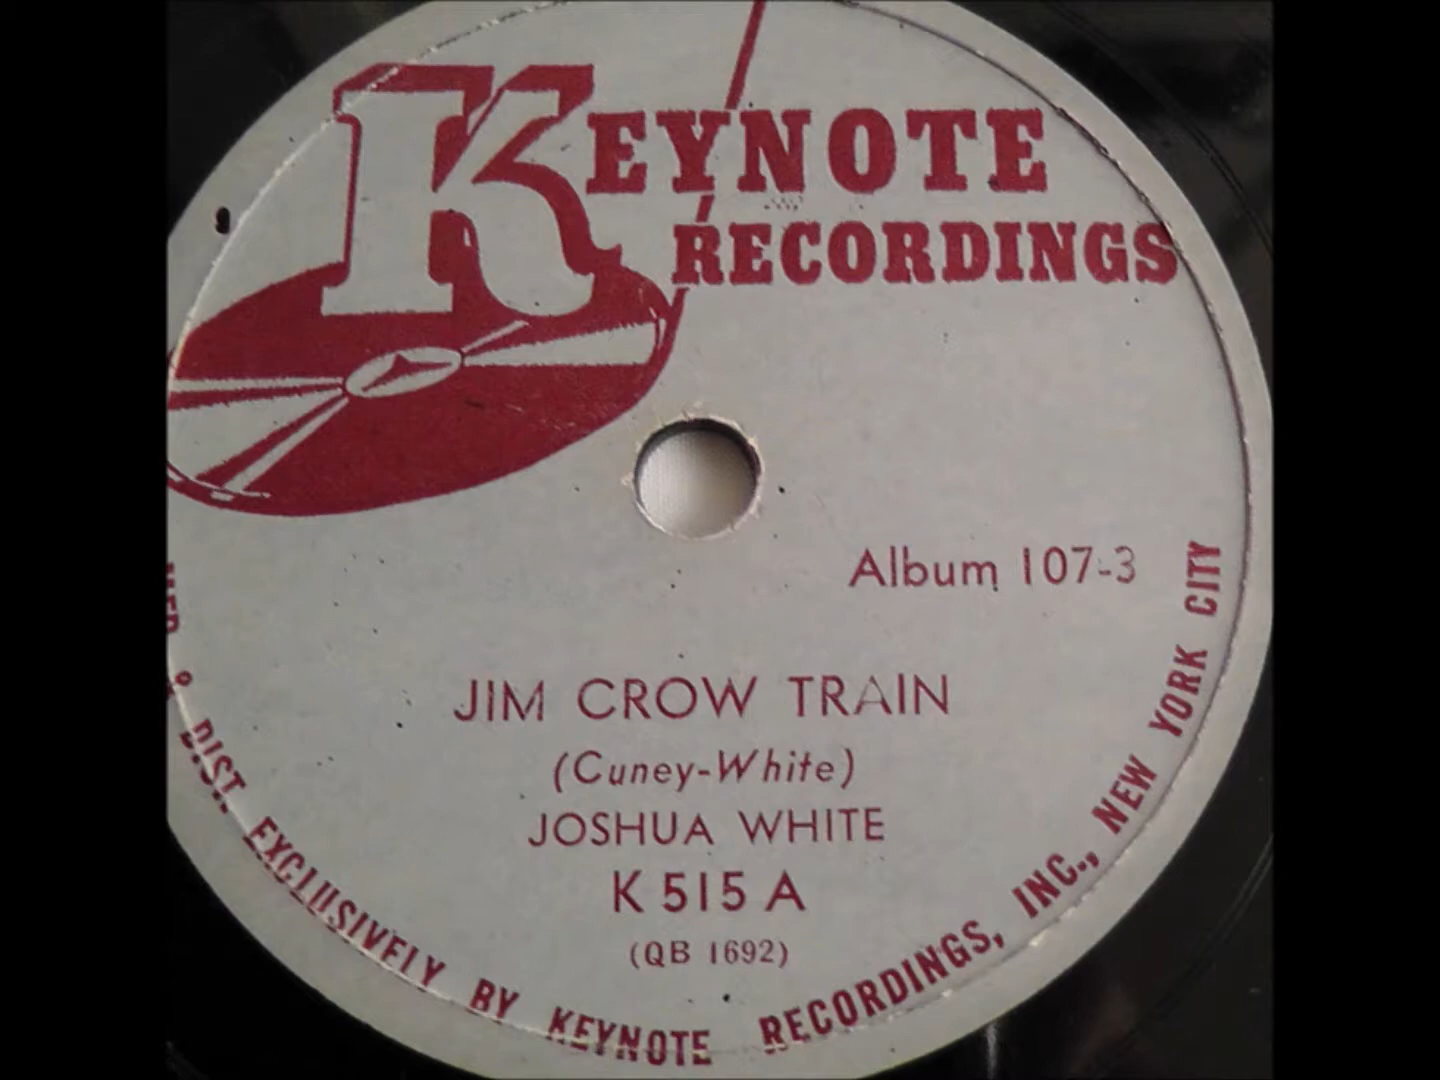 KEYNOTE
RECORDINGS
Album 107-3
JIM CROW TRAIN
(Cuney-White)
JOSHUA WHITE
K 515 A
(QB 1692)
MFD & DIST. EXCLUSIVELY BY KEYNOTE RECORDINGS, INC., NEW YORK CITY